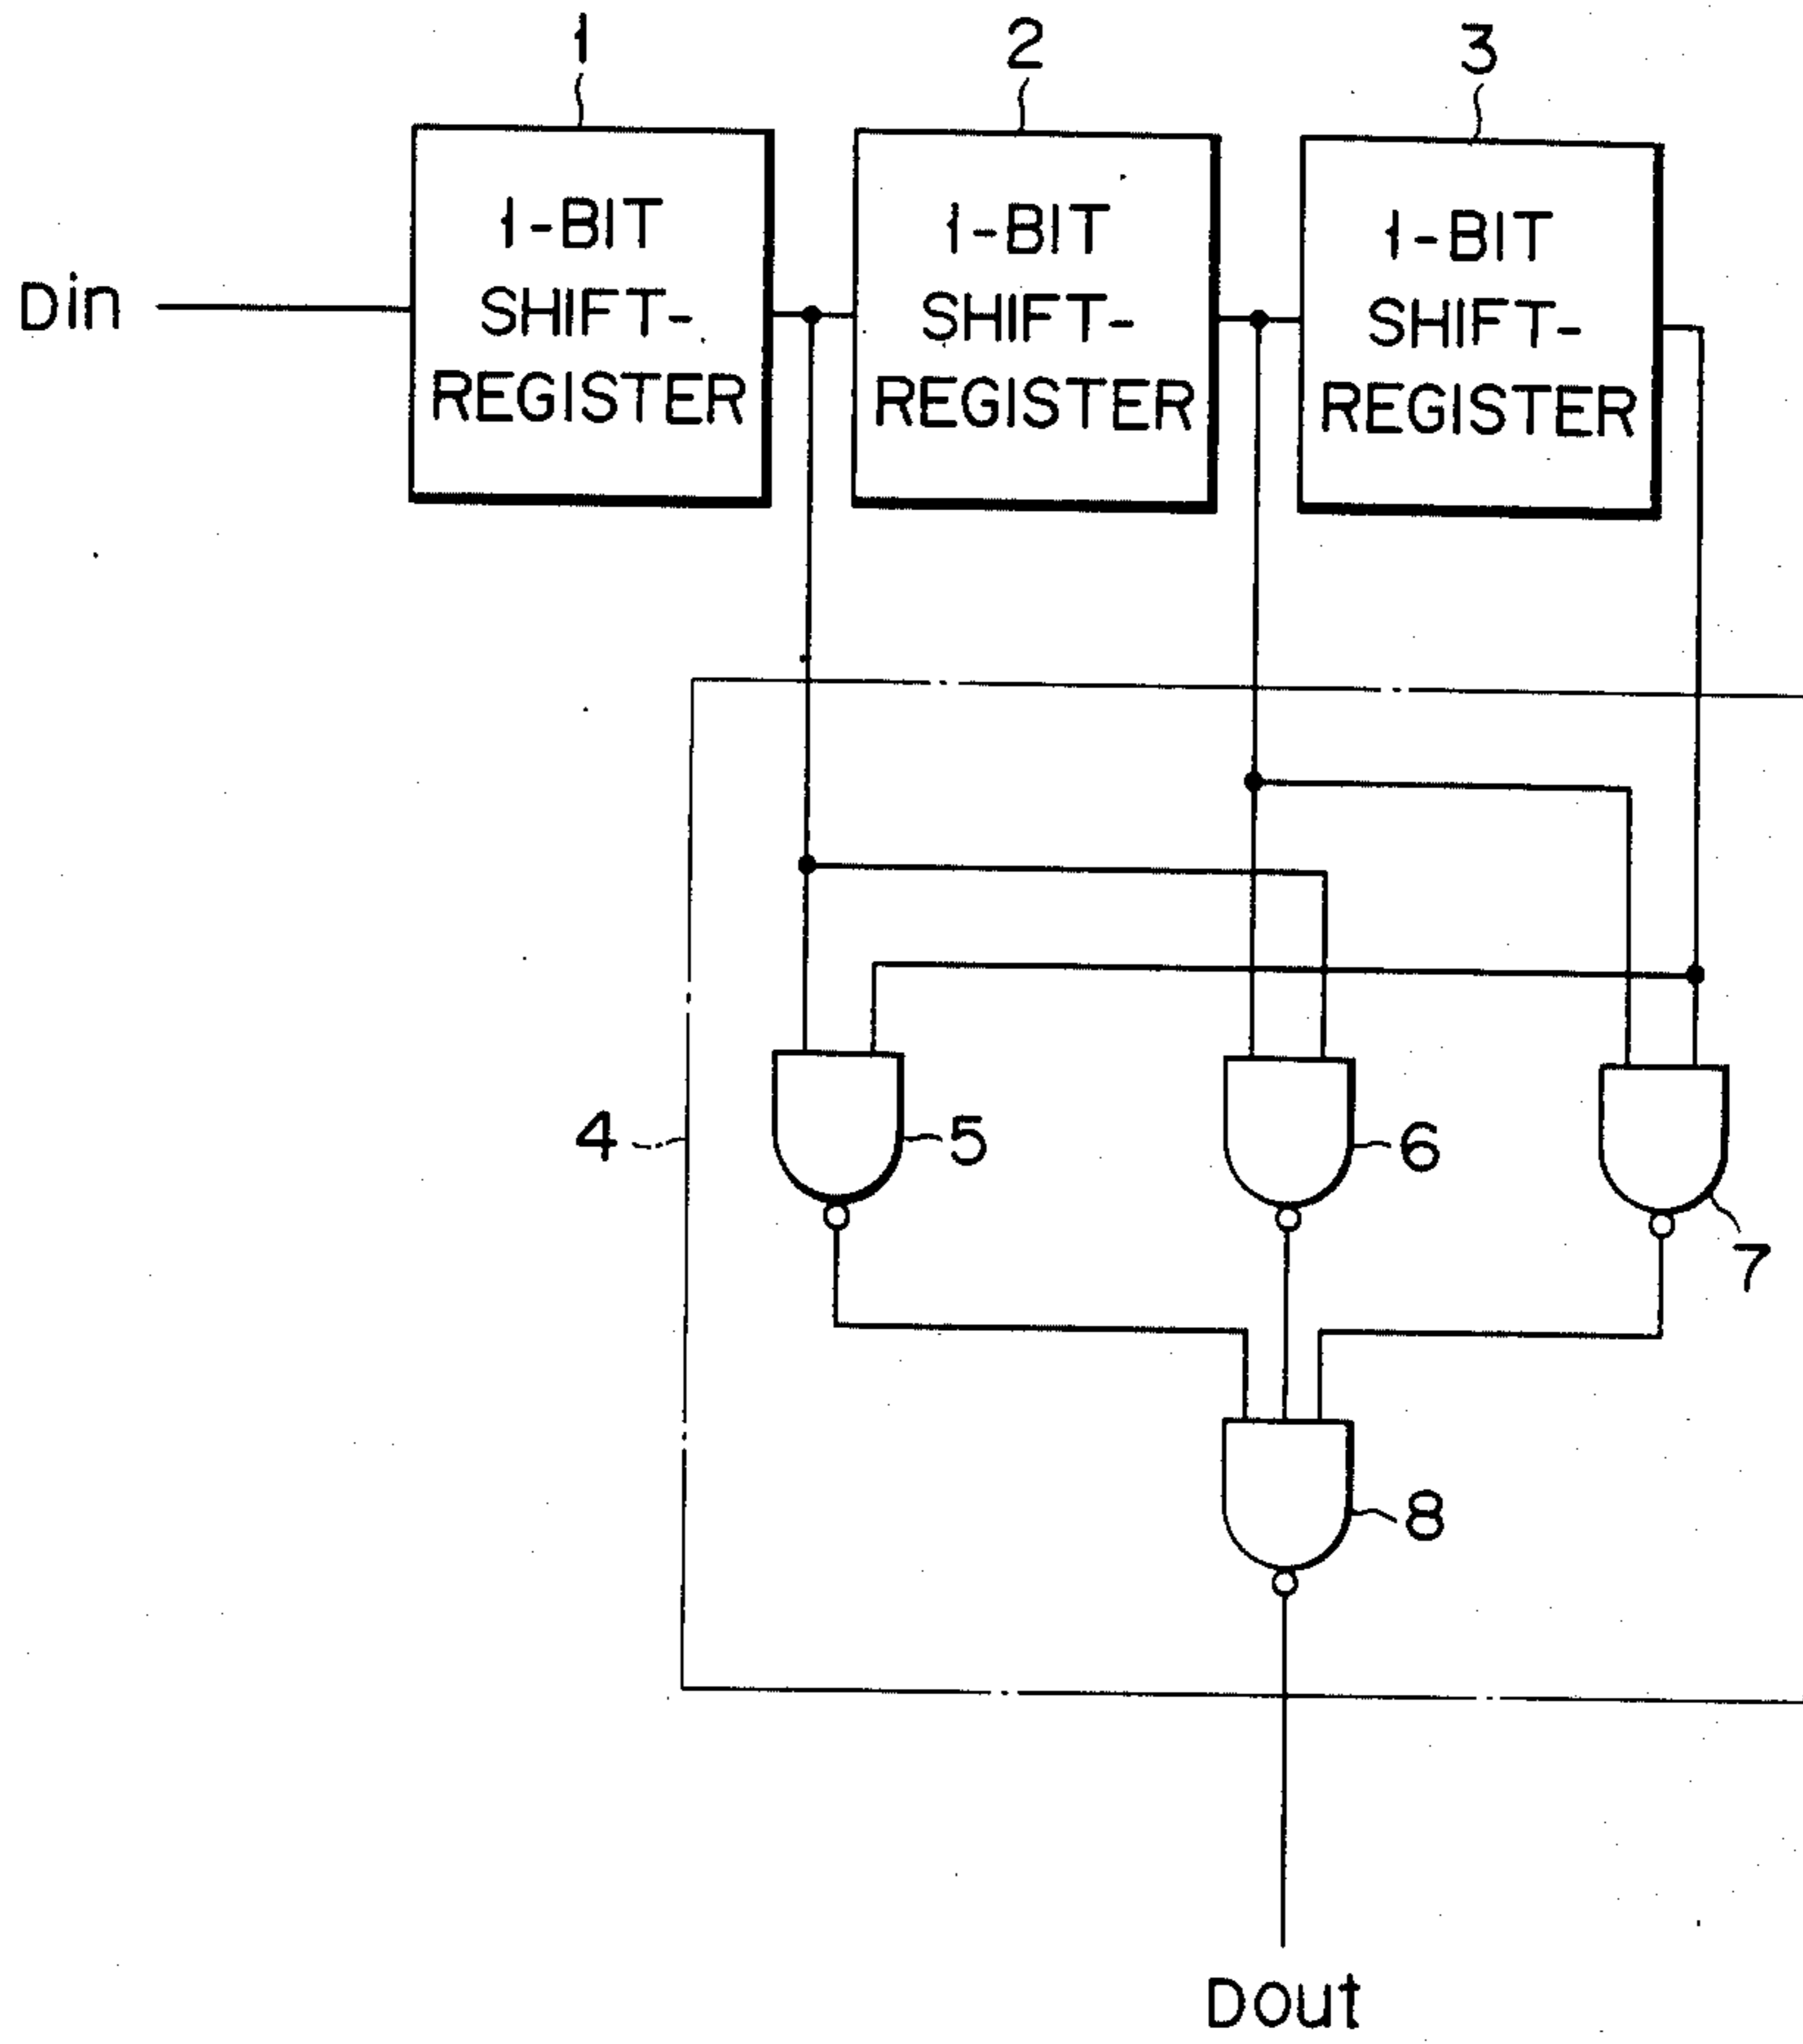 1
2
3
1-BIT
SHIFT-
REGISTER
1-BIT
SHIFT-
REGISTER
1-BIT
SHIFT-
REGISTER
Din
4
5
6
7
8
Dout